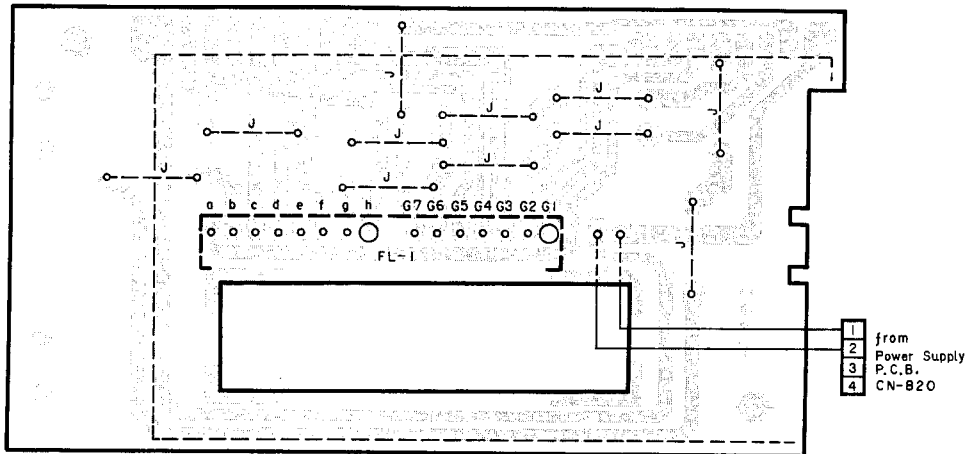 J
J
J
J
J
J
J
J
J
J
J
a b c d e f g h G7 G6 G5 G4 G3 G2 G1
FL-1
1
2
3
4
from
Power Supply
P.C.B.
CN-820